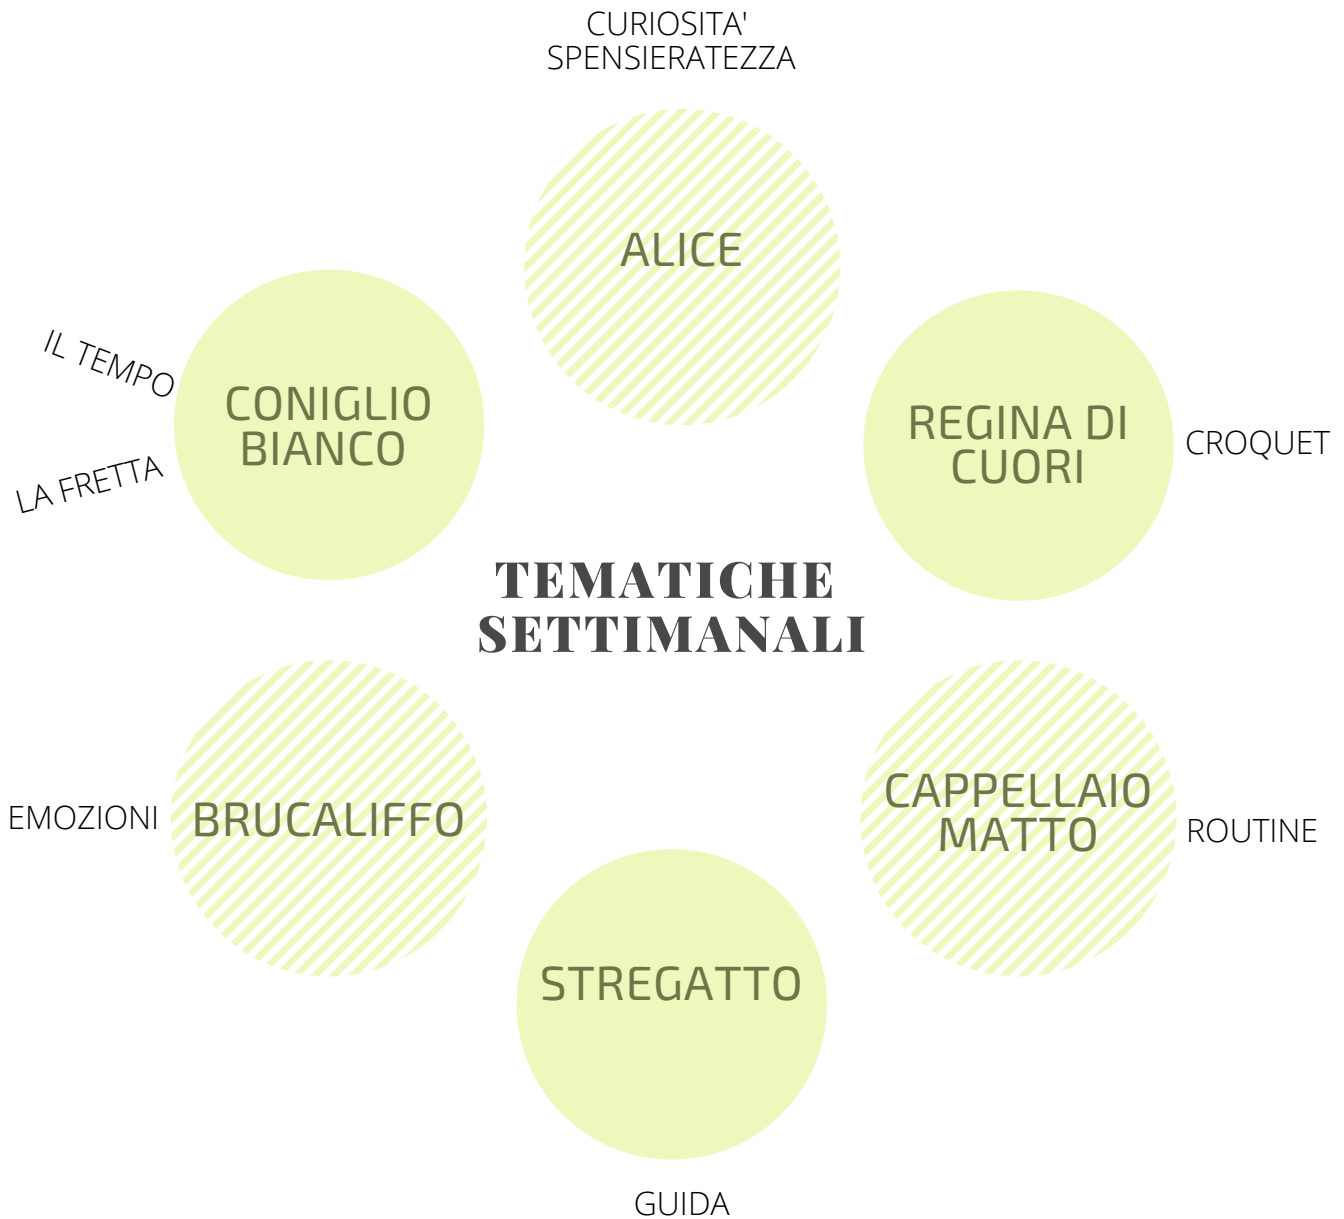 CURIOSITA'
SPENSIERATEZZA
ALICE
IL TEMPO
LA FRETTA
CONIGLIO
BIANCO
REGINA DI
CUORI
CROQUET
TEMATICHE
SETTIMANALI
EMOZIONI
BRUCALIFFO
CAPPELLAIO
MATTO
ROUTINE
STREGATTO
GUIDA